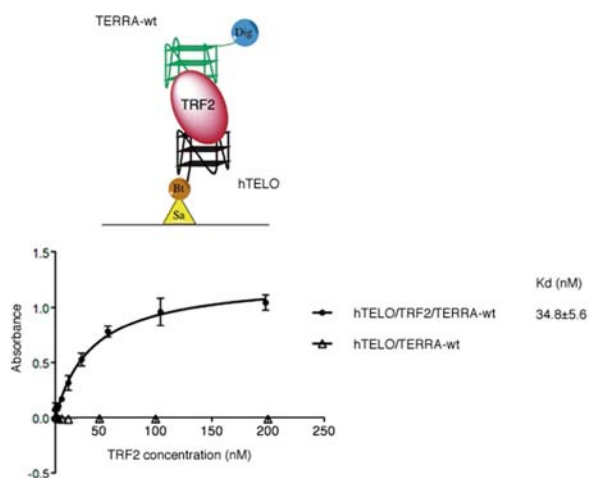 TERRA-wt
Dig
TRF2
hTELO
Bt
Sa
1.5
1.0
0.5
0.0
-0.5
Absorbance
50 100 150 200 250
TRF2 concentration (nM)
Kd (nM)
hTELO/TRF2/TERRA-wt 34.8±5.6
hTELO/TERRA-wt